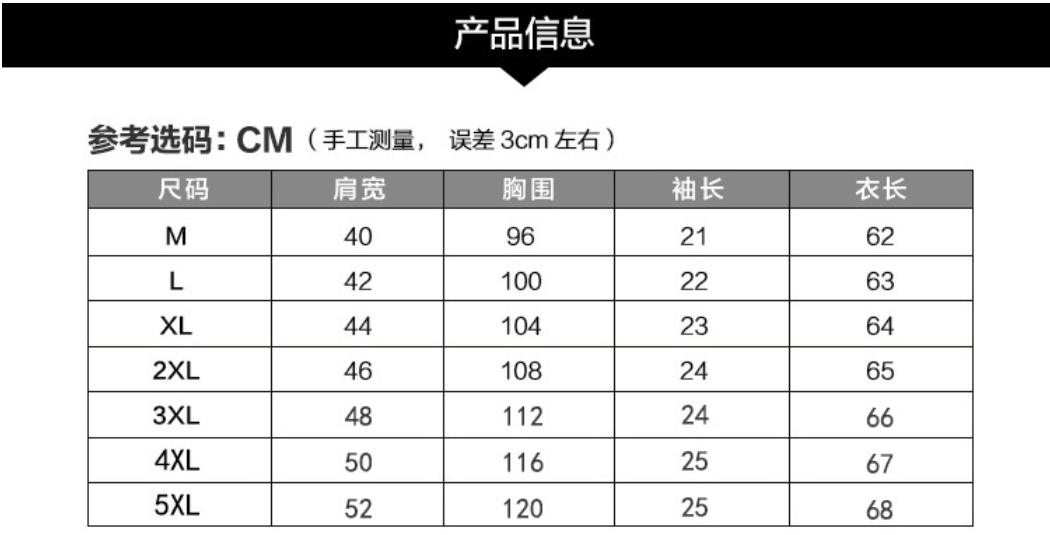 产品信息
参考选码：CM（手工测量， 误差3cm左右）
尺码 肩宽 胸围 袖长 衣长
M 40 96 21 62
L 42 100 22 63
XL 44 104 23 64
2XL 46 108 24 65
3XL 48 112 24 66
4XL 50 116 25 67
5XL 52 120 25 68